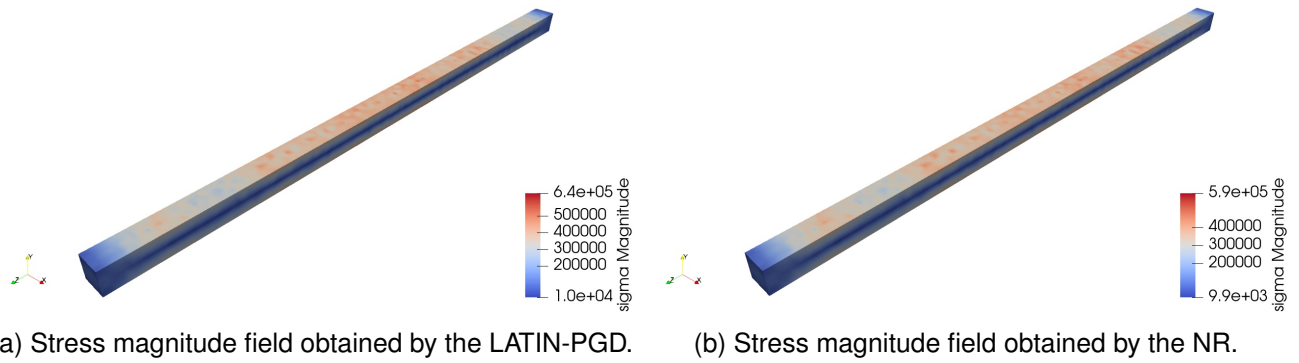 6.4e+05
500000
400000
300000
200000
1.0e+04
sigma Magnitude
Y
Z
X
5.9e+05
400000
300000
200000
9.9e+03
sigma Magnitude
Y
Z
X
a) Stress magnitude field obtained by the LATIN-PGD.
(b) Stress magnitude field obtained by the NR.